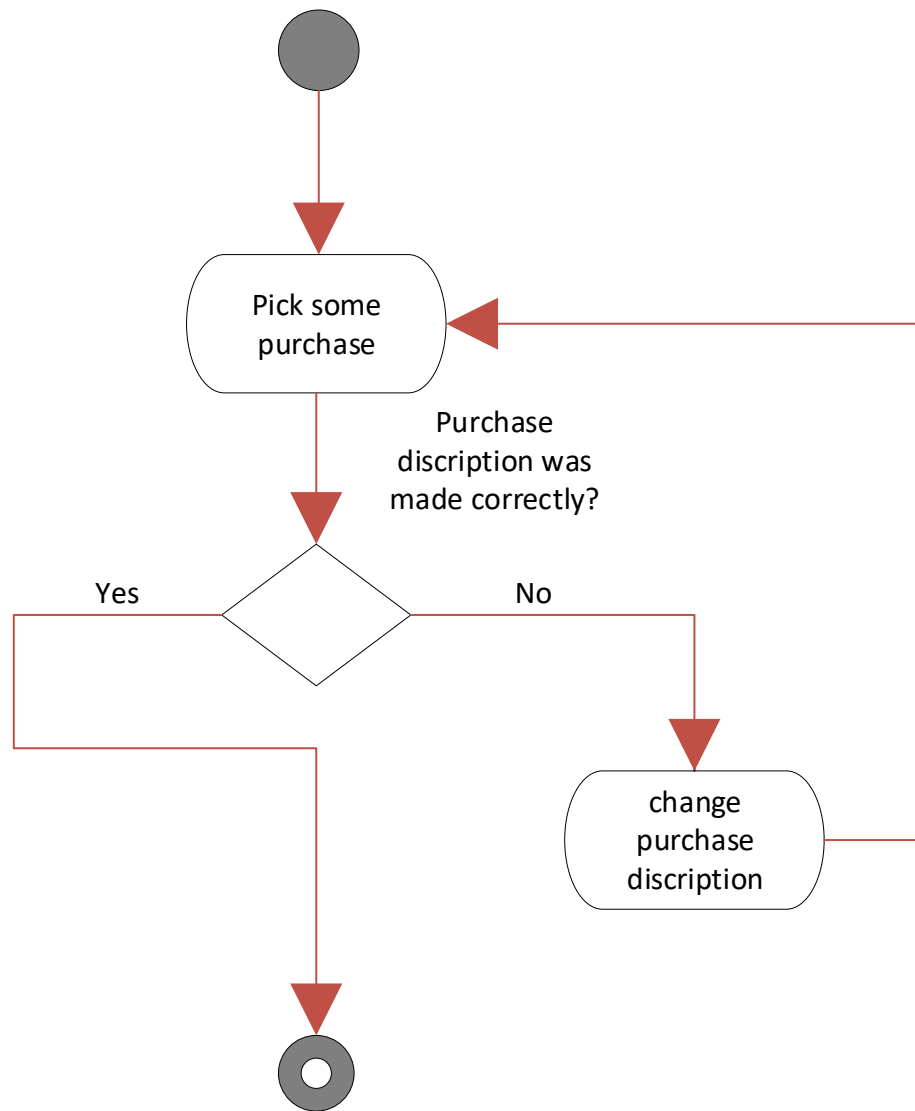 Pick some
purchase
Purchase
discription was
made correctly?
Yes
No
change
purchase
discription